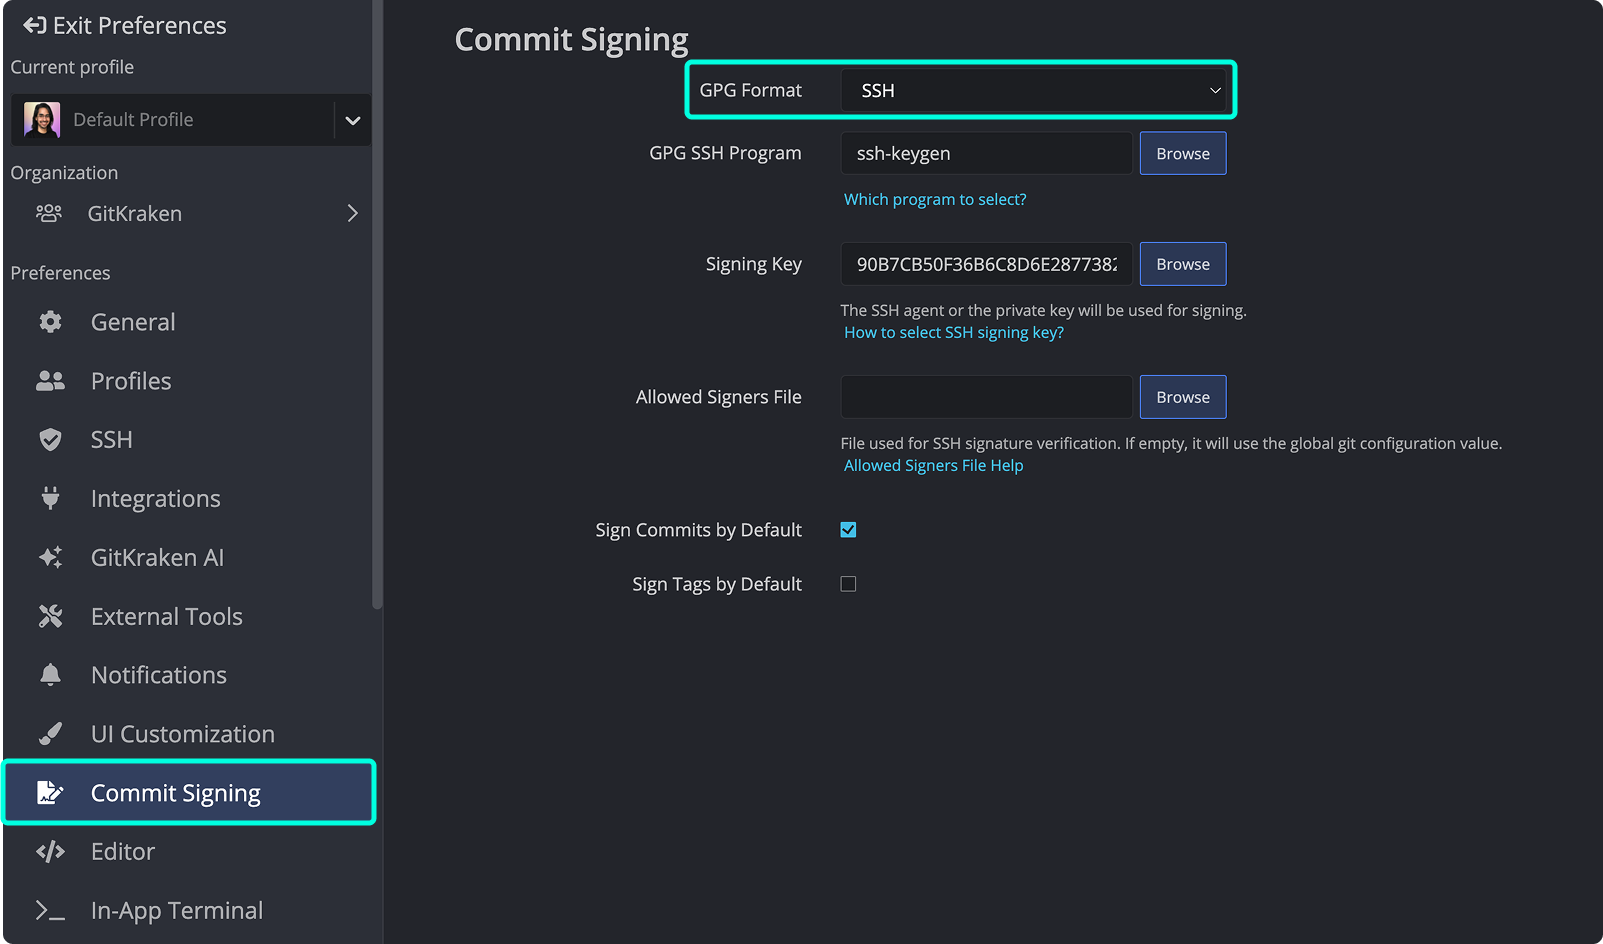 Exit Preferences
Current profile
Default Profile
Organization
GitKraken
Preferences
General
Profiles
SSH
Integrations
GitKraken AI
External Tools
Notifications
UI Customization
Commit Signing
Editor
In-App Terminal
Commit Signing
GPG Format SSH
GPG SSH Program ssh-keygen Browse
Which program to select?
Signing Key 90B7CB50F36B6C8D6E2877382 Browse
The SSH agent or the private key will be used for signing.
How to select SSH signing key?
Allowed Signers File Browse
File used for SSH signature verification. If empty, it will use the global git configuration value.
Allowed Signers File Help
Sign Commits by Default
Sign Tags by Default